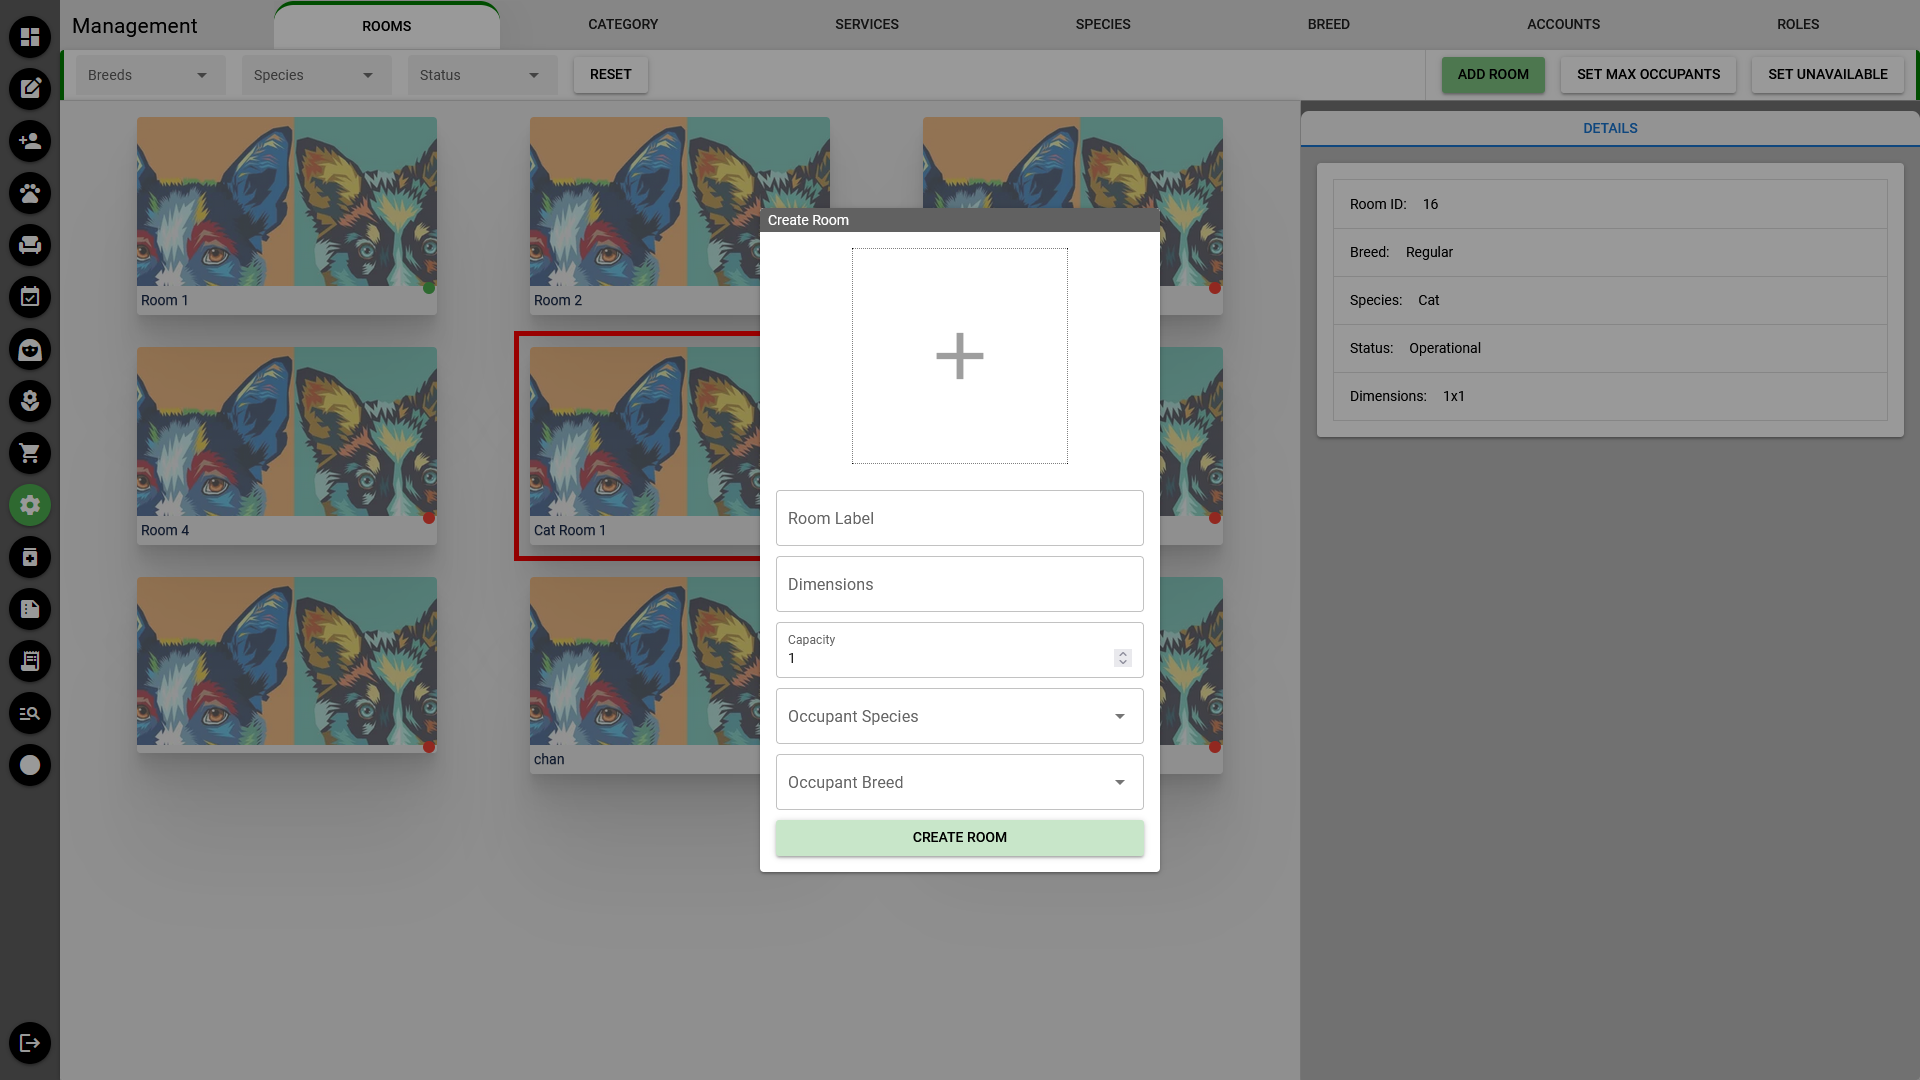 Management
ROOMS
CATEGORY
SERVICES
SPECIES
BREED
ACCOUNTS
ROLES
Breeds
Species
Status
RESET
ADD ROOM
SET MAX OCCUPANTS
SET UNAVAILABLE
Room 1
Room 2
Room 4
Cat Room 1
chan
Create Room
Room Label
Dimensions
Capacity
1
Occupant Species
Occupant Breed
CREATE ROOM
DETAILS
Room ID: 16
Breed: Regular
Species: Cat
Status: Operational
Dimensions: 1x1